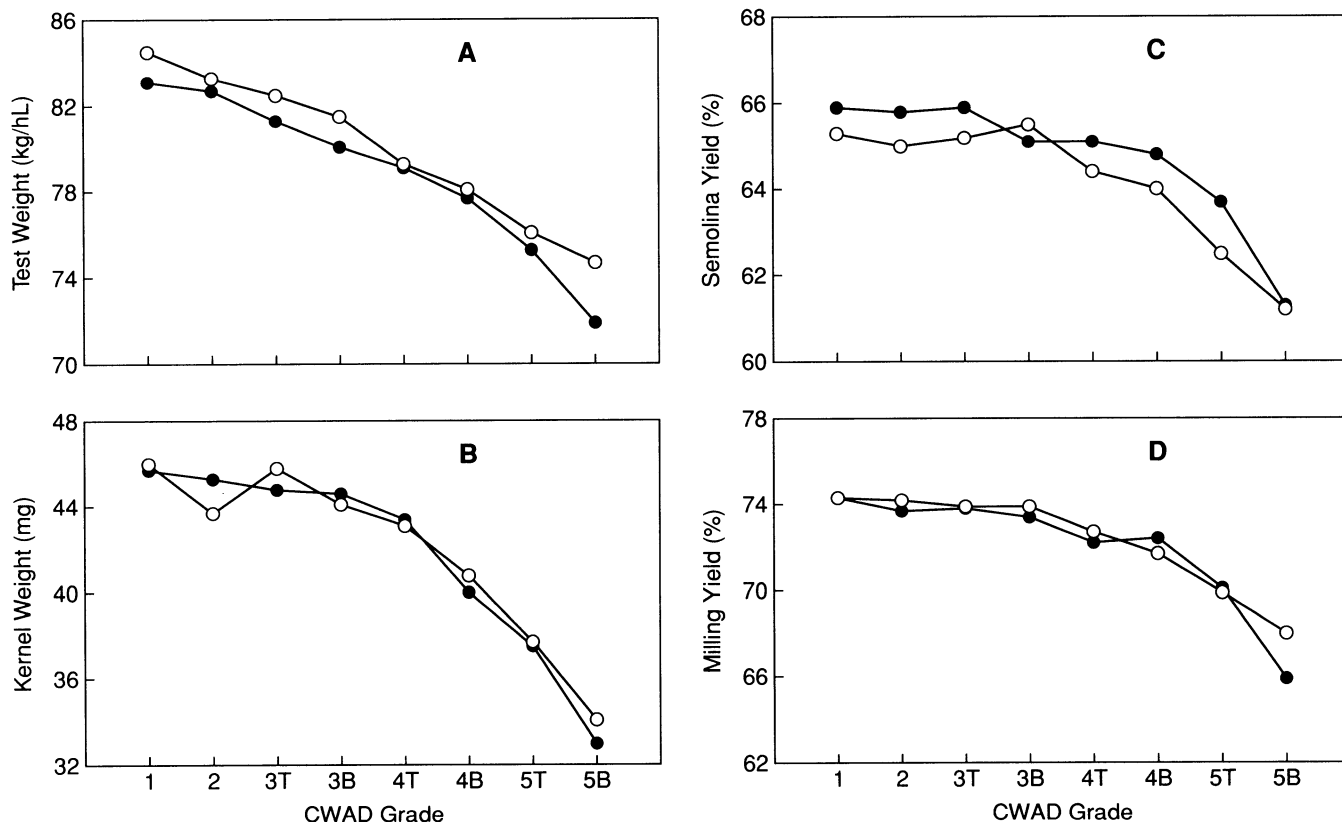 A
Test Weight (kg/hL)
86
82
78
74
70
B
Kernel Weight (mg)
48
44
40
36
32
1 2 3T 3B 4T 4B 5T 5B
CWAD Grade
C
Semolina Yield (%)
68
66
64
62
60
D
Milling Yield (%)
78
74
70
66
62
1 2 3T 3B 4T 4B 5T 5B
CWAD Grade